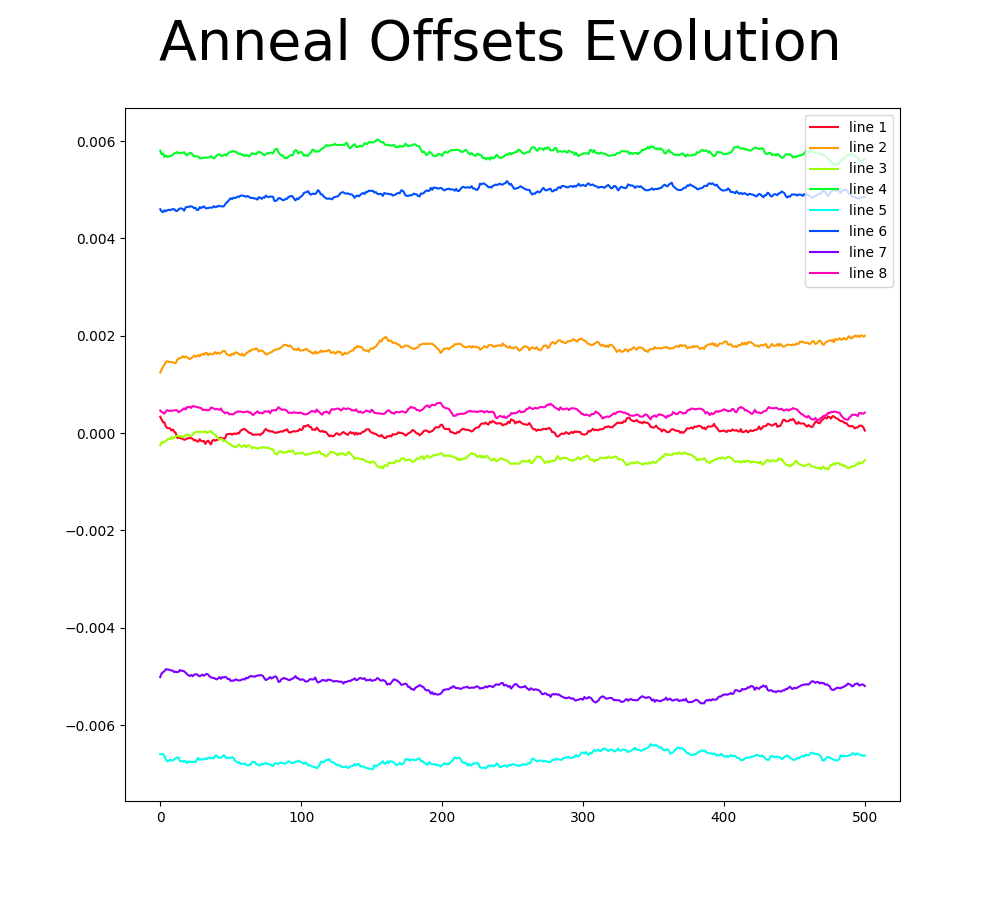 Anneal Offsets Evolution
0.006
0.004
0.002
0.000
−0.002
−0.004
−0.006
0 100 200 300 400 500
line 1
line 2
line 3
line 4
line 5
line 6
line 7
line 8